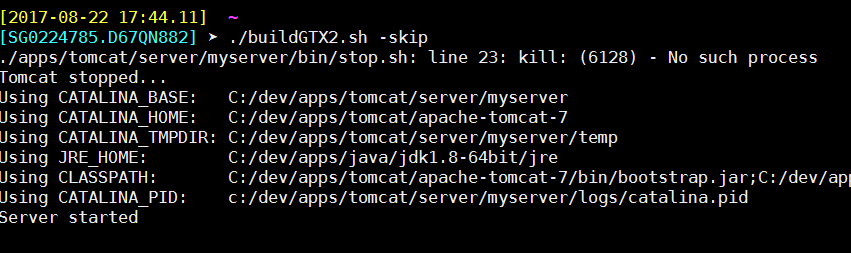 [2017-08-22 17:44.11] ~
[SG0224785.D67QN882] ➤ ./buildGTX2.sh -skip
./apps/tomcat/server/myserver/bin/stop.sh: line 23: kill: (6128) - No such process
Tomcat stopped...
Using CATALINA_BASE: C:/dev/apps/tomcat/server/myserver
Using CATALINA_HOME: C:/dev/apps/tomcat/apache-tomcat-7
Using CATALINA_TMPDIR: C:/dev/apps/tomcat/server/myserver/temp
Using JRE_HOME: C:/dev/apps/java/jdk1.8-64bit/jre
Using CLASSPATH: C:/dev/apps/tomcat/apache-tomcat-7/bin/bootstrap.jar;C:/dev/app
Using CATALINA_PID: c:/dev/apps/tomcat/server/myserver/logs/catalina.pid
Server started